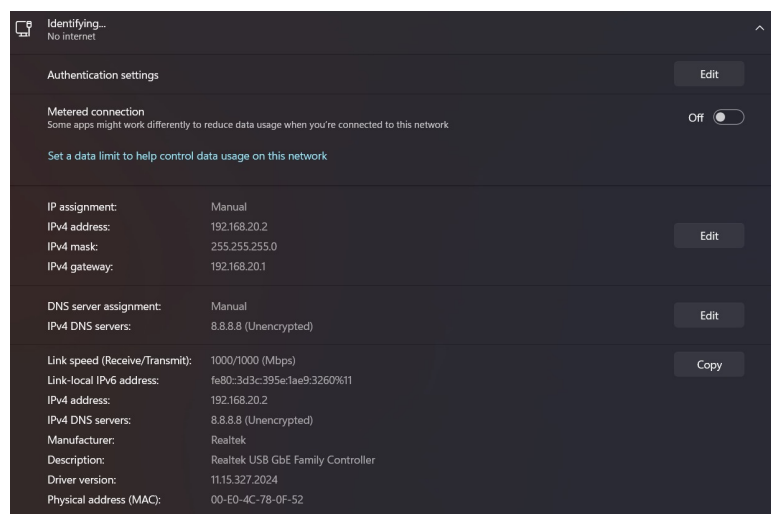 Identifying...
No internet
Authentication settings Edit
Metered connection
Some apps might work differently to reduce data usage when you're connected to this network
Off
Set a data limit to help control data usage on this network
IP assignment: Manual
IPv4 address: 192.168.20.2
IPv4 mask: 255.255.255.0
IPv4 gateway: 192.168.20.1
Edit
DNS server assignment: Manual
IPv4 DNS servers: 8.8.8.8 (Unencrypted)
Edit
Link speed (Receive/Transmit): 1000/1000 (Mbps)
Copy
Link-local IPv6 address: fe80::3d3c:395e:1ae9:3260%11
IPv4 address: 192.168.20.2
IPv4 DNS servers: 8.8.8.8 (Unencrypted)
Manufacturer: Realtek
Description: Realtek USB GbE Family Controller
Driver version: 11.15.327.2024
Physical address (MAC): 00-E0-4C-78-0F-52